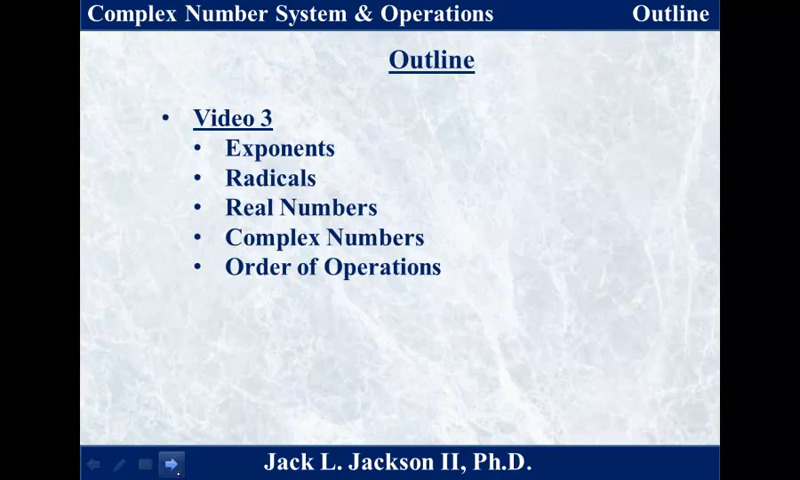 Complex Number System & Operations Outline
Outline
• Video 3
• Exponents
• Radicals
• Real Numbers
• Complex Numbers
• Order of Operations
Jack L. Jackson II, Ph.D.